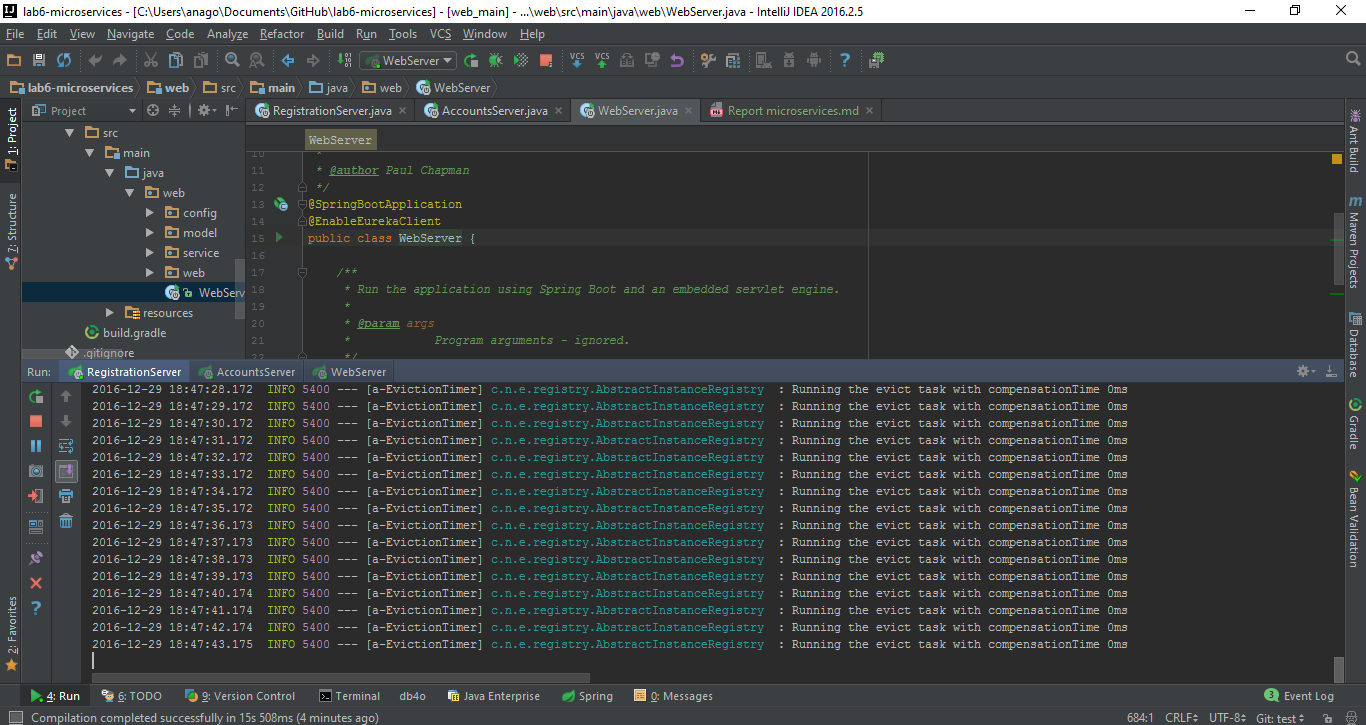 lab6-microservices - [C:\Users\anago\Documents\GitHub\lab6-microservices] - [web_main] - ...\web\src\main\java\web\WebServer.java - IntelliJ IDEA 2016.2.5
File Edit View Navigate Code Analyze Refactor Build Run Tools VCS Window Help
WebServer
VCS VCS
lab6-microservices web src main java web WebServer
1: Project
7: Structure
2: Favorites
Project
src
main
java
web
config
model
service
web
WebServ
resources
build.gradle
.gitignore
RegistrationServer.java AccountsServer.java WebServer.java Report microservices.md
WebServer
10 *
11 * @author Paul Chapman
12 */
13 @SpringBootApplication
14 @EnableEurekaClient
15 public class WebServer {
16
17 /**
18 * Run the application using Spring Boot and an embedded servlet engine.
19 *
20 * @param args
21 * Program arguments - ignored.
22 */
Ant Build
Maven Projects
Database
Gradle
Bean Validation
Run: RegistrationServer AccountsServer WebServer
2016-12-29 18:47:28.172 INFO 5400 --- [a-EvictionTimer] c.n.e.registry.AbstractInstanceRegistry : Running the evict task with compensationTime 0ms
2016-12-29 18:47:29.172 INFO 5400 --- [a-EvictionTimer] c.n.e.registry.AbstractInstanceRegistry : Running the evict task with compensationTime 0ms
2016-12-29 18:47:30.172 INFO 5400 --- [a-EvictionTimer] c.n.e.registry.AbstractInstanceRegistry : Running the evict task with compensationTime 0ms
2016-12-29 18:47:31.172 INFO 5400 --- [a-EvictionTimer] c.n.e.registry.AbstractInstanceRegistry : Running the evict task with compensationTime 0ms
2016-12-29 18:47:32.172 INFO 5400 --- [a-EvictionTimer] c.n.e.registry.AbstractInstanceRegistry : Running the evict task with compensationTime 0ms
2016-12-29 18:47:33.172 INFO 5400 --- [a-EvictionTimer] c.n.e.registry.AbstractInstanceRegistry : Running the evict task with compensationTime 0ms
2016-12-29 18:47:34.172 INFO 5400 --- [a-EvictionTimer] c.n.e.registry.AbstractInstanceRegistry : Running the evict task with compensationTime 0ms
2016-12-29 18:47:35.172 INFO 5400 --- [a-EvictionTimer] c.n.e.registry.AbstractInstanceRegistry : Running the evict task with compensationTime 0ms
2016-12-29 18:47:36.173 INFO 5400 --- [a-EvictionTimer] c.n.e.registry.AbstractInstanceRegistry : Running the evict task with compensationTime 0ms
2016-12-29 18:47:37.173 INFO 5400 --- [a-EvictionTimer] c.n.e.registry.AbstractInstanceRegistry : Running the evict task with compensationTime 0ms
2016-12-29 18:47:38.173 INFO 5400 --- [a-EvictionTimer] c.n.e.registry.AbstractInstanceRegistry : Running the evict task with compensationTime 0ms
2016-12-29 18:47:39.173 INFO 5400 --- [a-EvictionTimer] c.n.e.registry.AbstractInstanceRegistry : Running the evict task with compensationTime 0ms
2016-12-29 18:47:40.174 INFO 5400 --- [a-EvictionTimer] c.n.e.registry.AbstractInstanceRegistry : Running the evict task with compensationTime 0ms
2016-12-29 18:47:41.174 INFO 5400 --- [a-EvictionTimer] c.n.e.registry.AbstractInstanceRegistry : Running the evict task with compensationTime 0ms
2016-12-29 18:47:42.174 INFO 5400 --- [a-EvictionTimer] c.n.e.registry.AbstractInstanceRegistry : Running the evict task with compensationTime 0ms
2016-12-29 18:47:43.175 INFO 5400 --- [a-EvictionTimer] c.n.e.registry.AbstractInstanceRegistry : Running the evict task with compensationTime 0ms
4: Run 6: TODO 9: Version Control Terminal db4o Java Enterprise Spring 0: Messages 3 Event Log
Compilation completed successfully in 15s 508ms (4 minutes ago) 684:1 CRLF UTF-8 Git: test